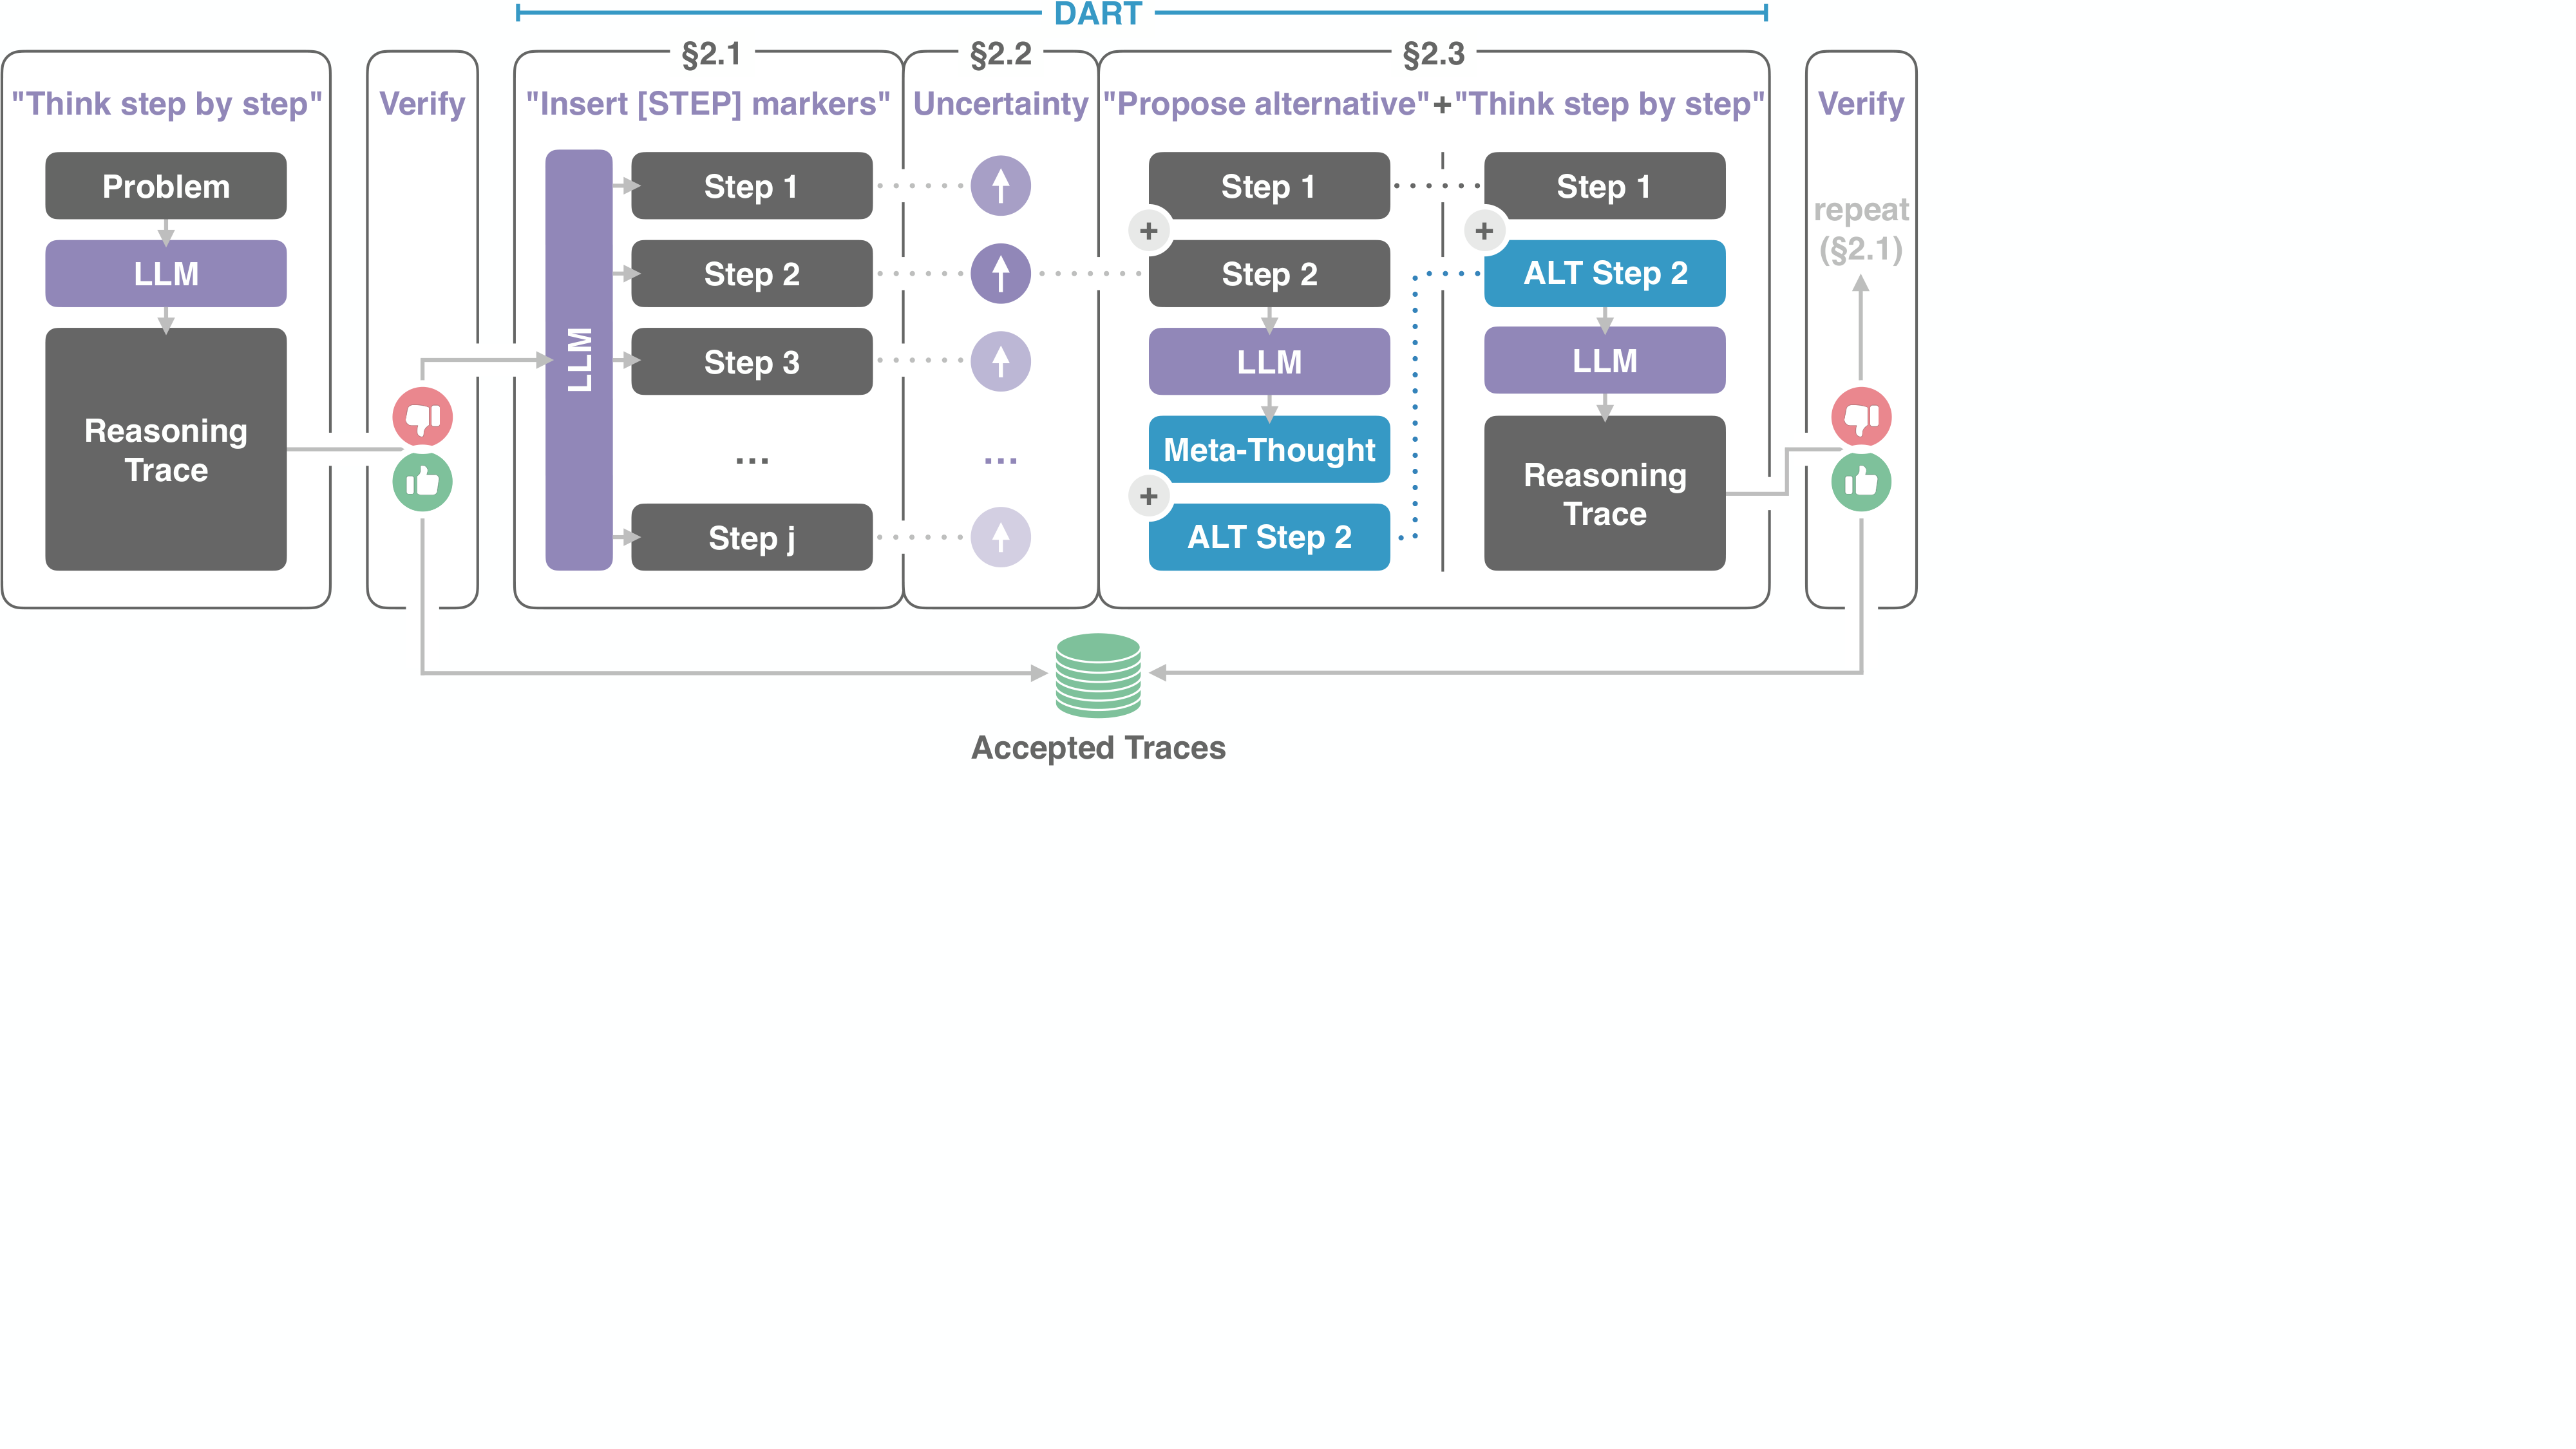 DART
§2.1
§2.2
§2.3
"Think step by step"
Verify
"Insert [STEP] markers"
Uncertainty
"Propose alternative"+"Think step by step"
Verify
Problem
LLM
Reasoning
Trace
LLM
Step 1
Step 2
Step 3
...
Step j
...
Step 1
+
Step 2
LLM
Meta-Thought
+
ALT Step 2
Step 1
+
ALT Step 2
LLM
Reasoning
Trace
repeat
(§2.1)
Accepted Traces